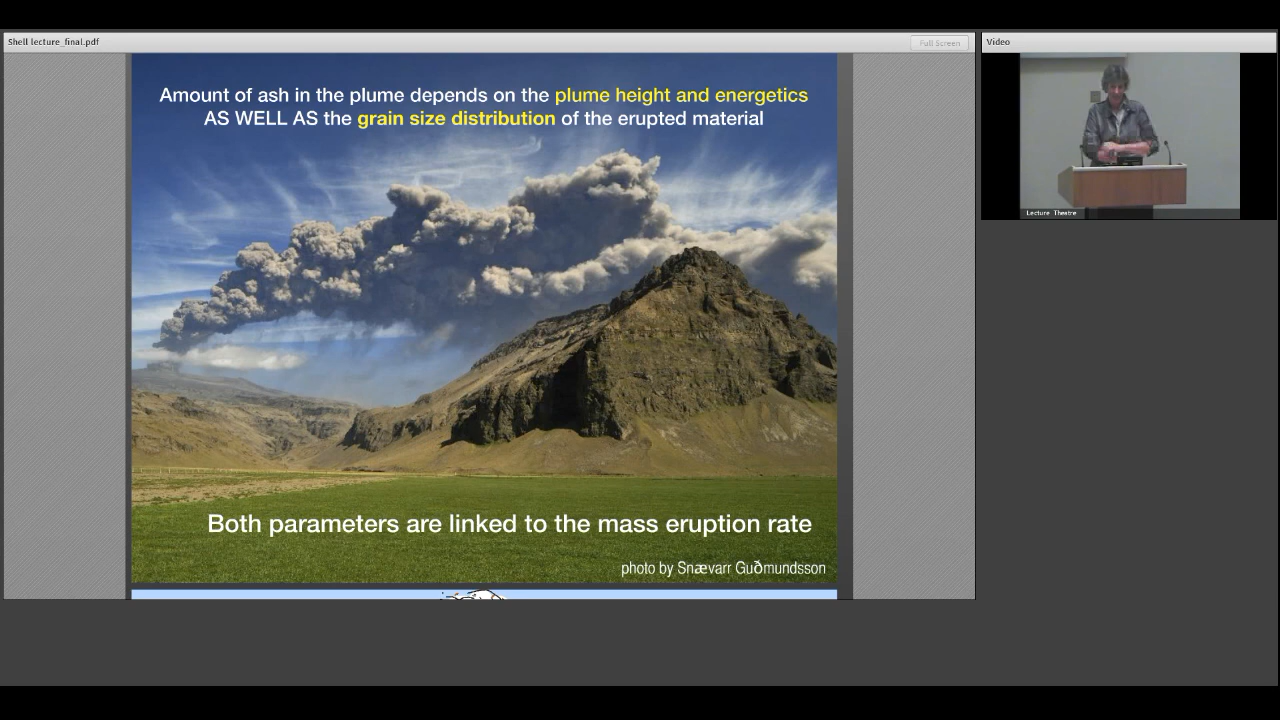 Shell lecture_final.pdf
Full Screen
Video
Amount of ash in the plume depends on the plume height and energetics
AS WELL AS the grain size distribution of the erupted material
Lecture Theatre
Both parameters are linked to the mass eruption rate
photo by Snævarr Guðmundsson